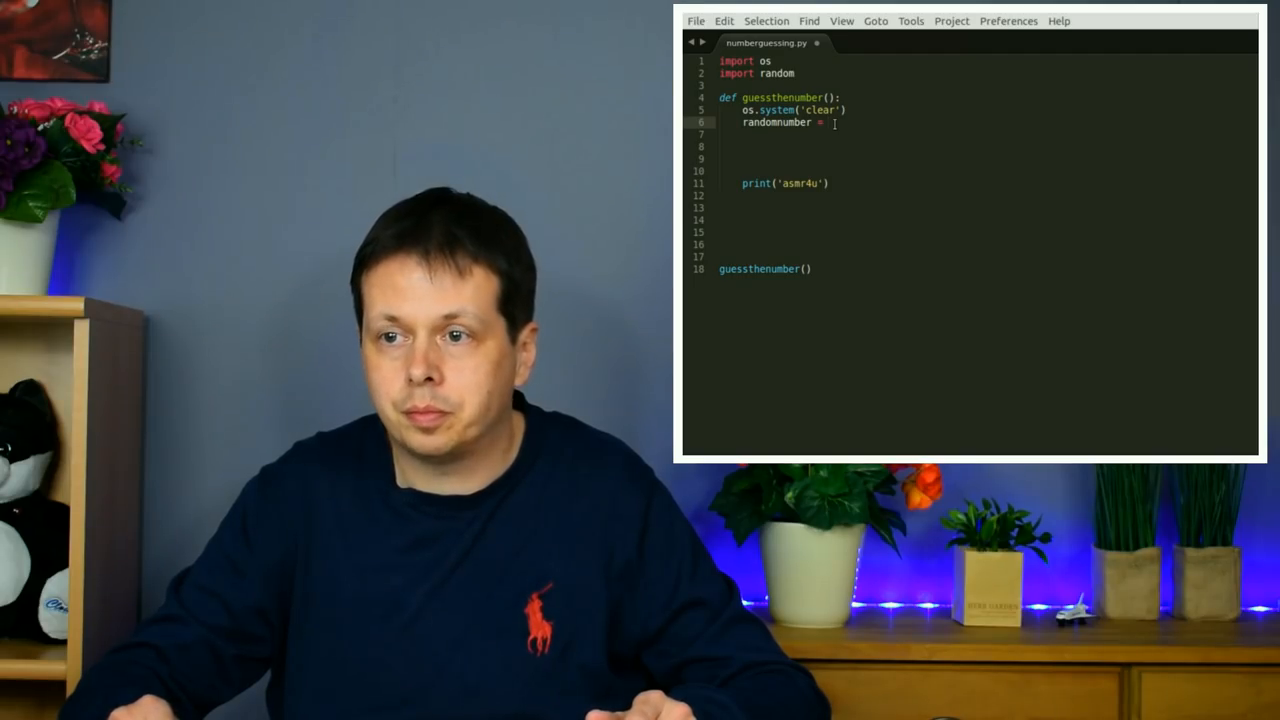 File Edit Selection Find View Goto Tools Project Preferences Help
numberguessing.py
1 import os
2 import random
3
4 def guessthenumber():
5 os.system('clear')
6 randomnumber =
7
8
9
10
11 print('asmr4u')
12
13
14
15
16
17
18 guessthenumber()
HERB GARDEN